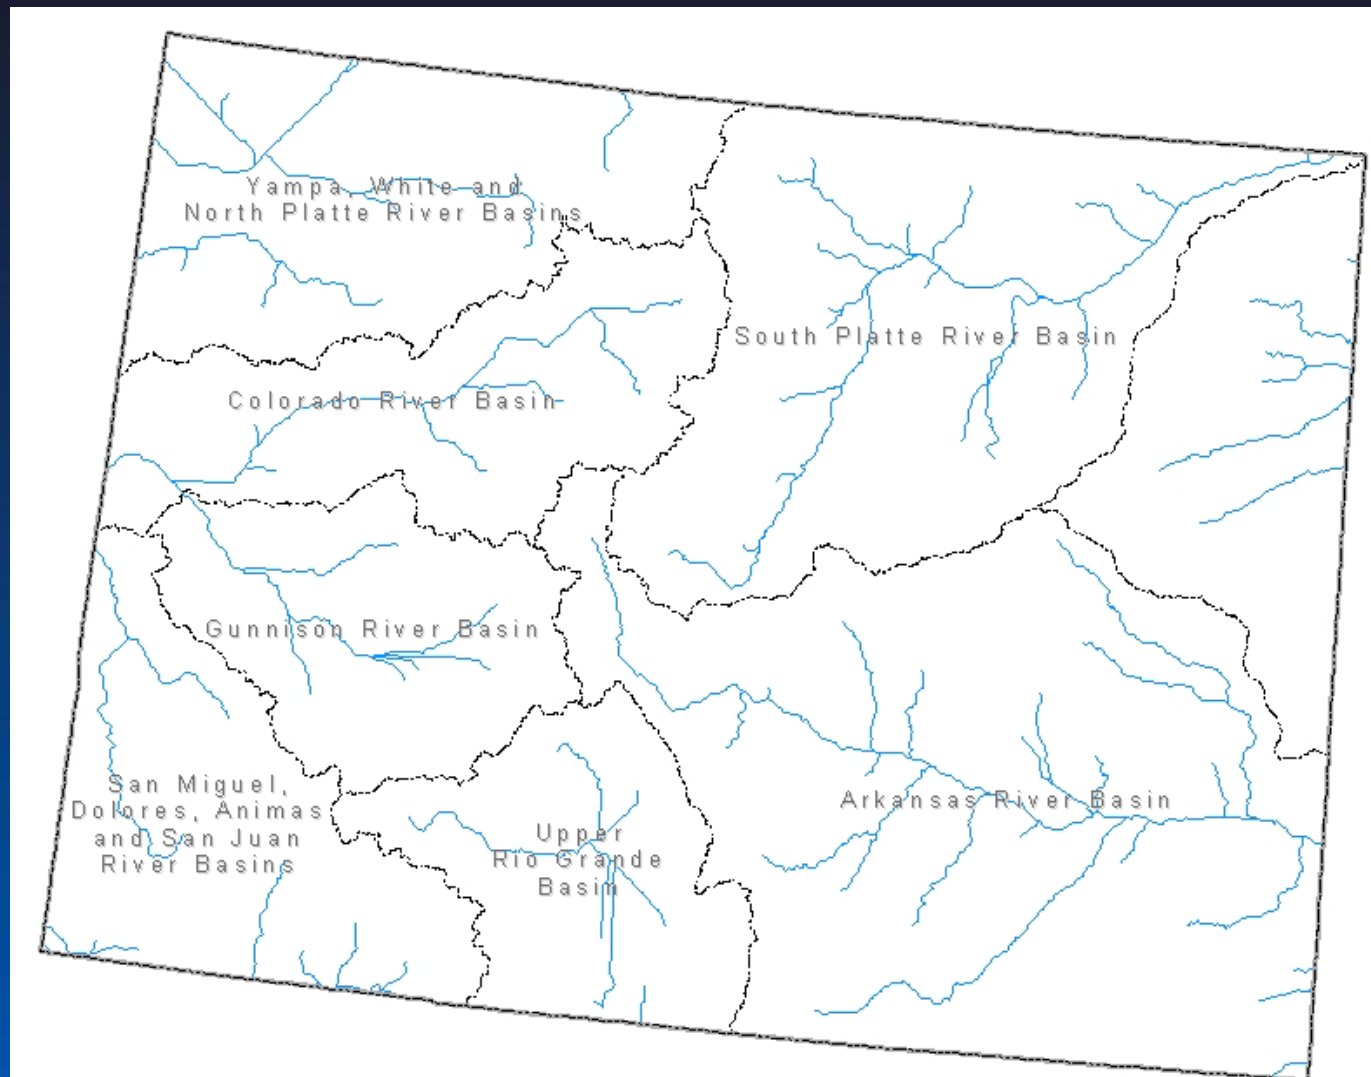 Yampa, White and
North Platte River Basins
South Platte River Basin
Colorado River Basin
Gunnison River Basin
San Miguel,
Dolores, Animas
and San Juan
River Basins
Upper
Rio Grande
Basin
Arkansas River Basin